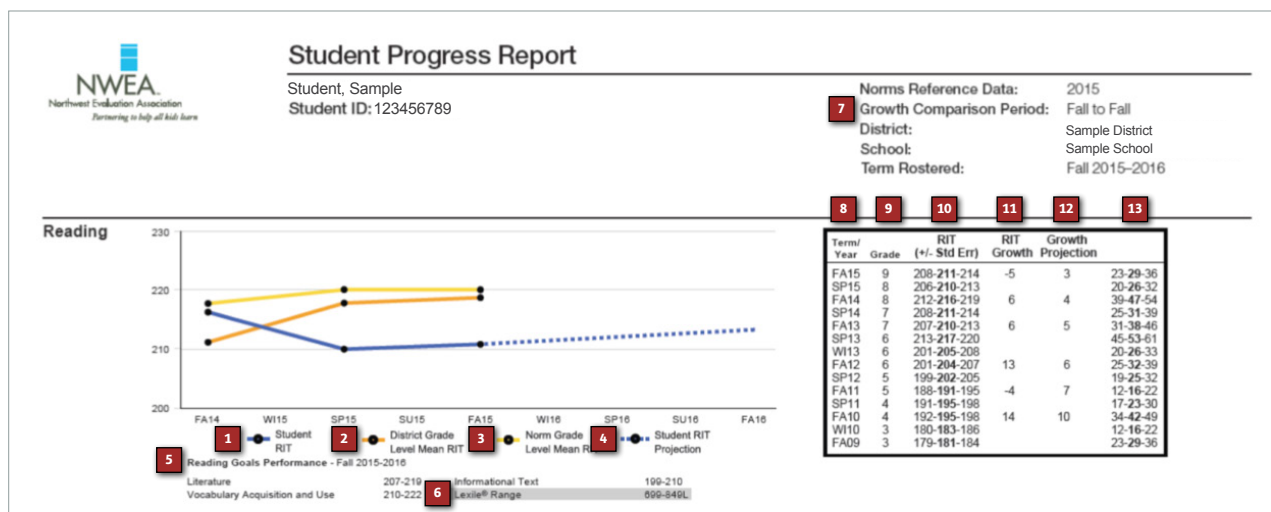 NWEA
Northwest Evaluation Association
Partnering to help all kids learn
Student Progress Report
Student, Sample
Student ID: 123456789
Norms Reference Data: 2015
7 Growth Comparison Period: Fall to Fall
District: Sample District
School: Sample School
Term Rostered: Fall 2015–2016
Reading
230
220
210
200
FA14 WI15 SP15 SU15 FA15 WI16 SP16 SU16 FA16
1 Student RIT
2 District Grade Level Mean RIT
3 Norm Grade Level Mean R
4 Student RIT Projection
5 Reading Goals Performance - Fall 2015-2016
Literature 207-219 Informational Text 199-210
Vocabulary Acquisition and Use 210-222 6 Lexile® Range 699-849L
8 9 10 11 12 13
Term/ Year Grade RIT (+/- Std Err) RIT Growth Growth Projection
FA15 9 208-211-214 -5 3 23-29-36
SP15 8 206-210-213 20-26-32
FA14 8 212-216-219 6 4 39-47-54
SP14 7 208-211-214 25-31-39
FA13 7 207-210-213 6 5 31-38-46
SP13 6 213-217-220 45-53-61
WI13 6 201-205-208 20-26-33
FA12 6 201-204-207 13 6 25-32-39
SP12 5 199-202-205 19-25-32
FA11 5 188-191-195 -4 7 12-16-22
SP11 4 191-195-198 17-23-30
FA10 4 192-195-198 14 10 34-42-49
WI10 3 180-183-186 12-16-22
FA09 3 179-181-184 23-29-36